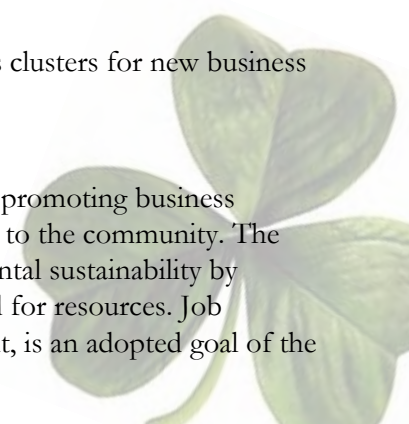 clusters for new business
promoting business
to the community. The
sustainability by
for resources. Job
is an adopted goal of the